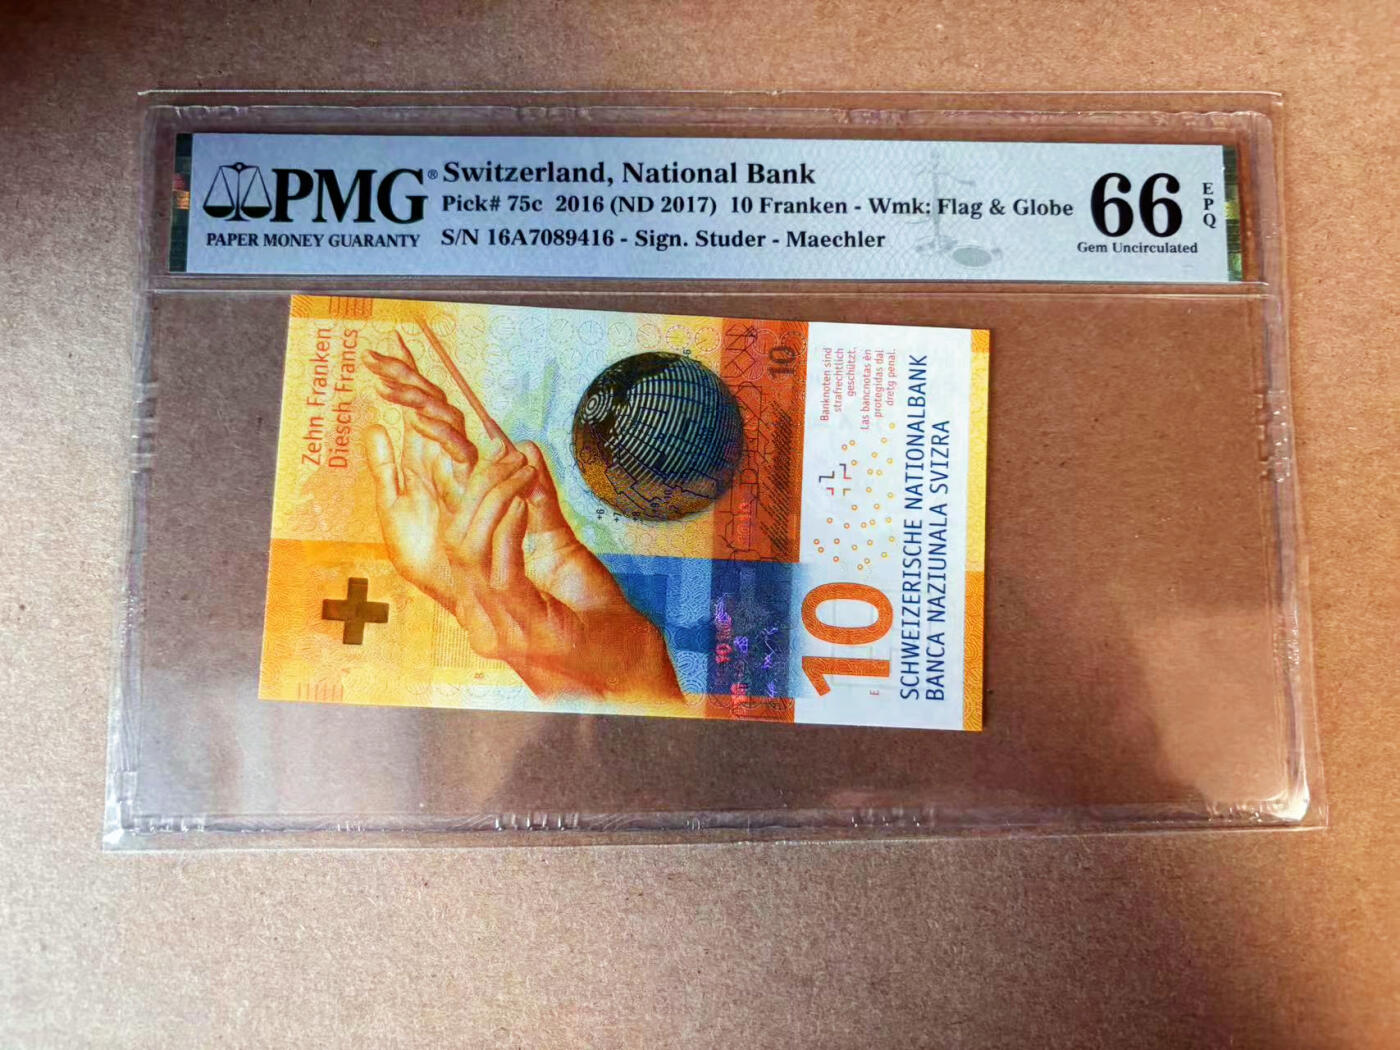 PMG®
PAPER MONEY GUARANTY
Switzerland, National Bank
Pick# 75c 2016 (ND 2017) 10 Franken - Wmk: Flag & Globe
S/N 16A7089416 - Sign. Studer - Maechler
66
EPQ
Gem Uncirculated
Zehn Franken
Diesch Francs
10
Banknoten sind
strafrechtlich
geschützt.
Las bancnotas èn
protegidas dal
dretg penal.
10
SCHWEIZERISCHE NATIONALBANK
BANCA NAZIUNALA SVIZRA